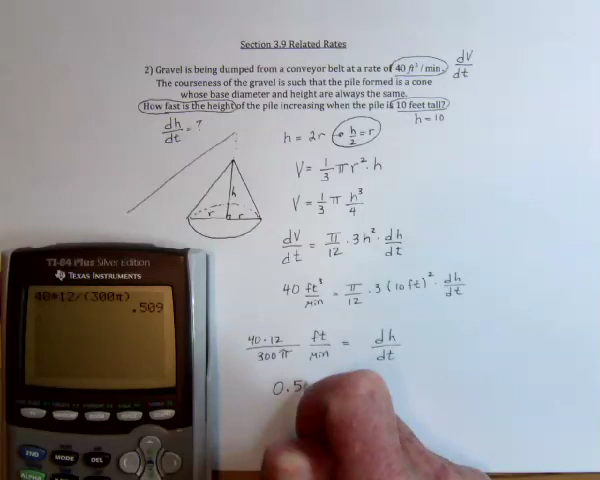 Section 3.9 Related Rates
2) Gravel is being dumped from a conveyor belt at a rate of 40 ft³/min. dV/dt
The courseness of the gravel is such that the pile formed is a cone
whose base diameter and height are always the same.
How fast is the height of the pile increasing when the pile is 10 feet tall?
dh/dt = ?
h = 10
h = 2r → h/2 = r
V = 1/3 π r² · h
h
r r
V = 1/3 π h³/4
dV/dt = π/12 · 3h² · dh/dt
40 ft³/min = π/12 · 3 (10 ft)² · dh/dt
40 · 12/300 π ft/min = dh/dt
0.5
TI-84 Plus Silver Edition
TEXAS INSTRUMENTS
40*12/(300π)
.509
2ND MODE DEL
ALPHA